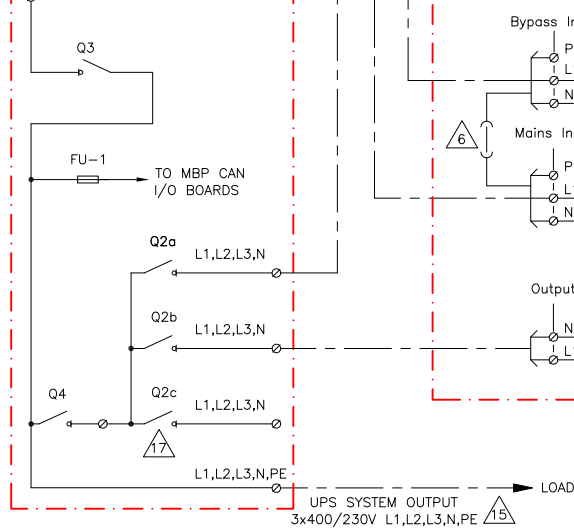 Bypass In
Q3
P
L
N
6
Mains In
FU-1
TO MBP CAN
I/O BOARDS
P
L
N
Q2a
L1,L2,L3,N
Output
Q2b
L1,L2,L3,N
N
L
Q4
Q2c
L1,L2,L3,N
17
L1,L2,L3,N,PE
LOAD
UPS SYSTEM OUTPUT
3x400/230V L1,L2,L3,N,PE
15